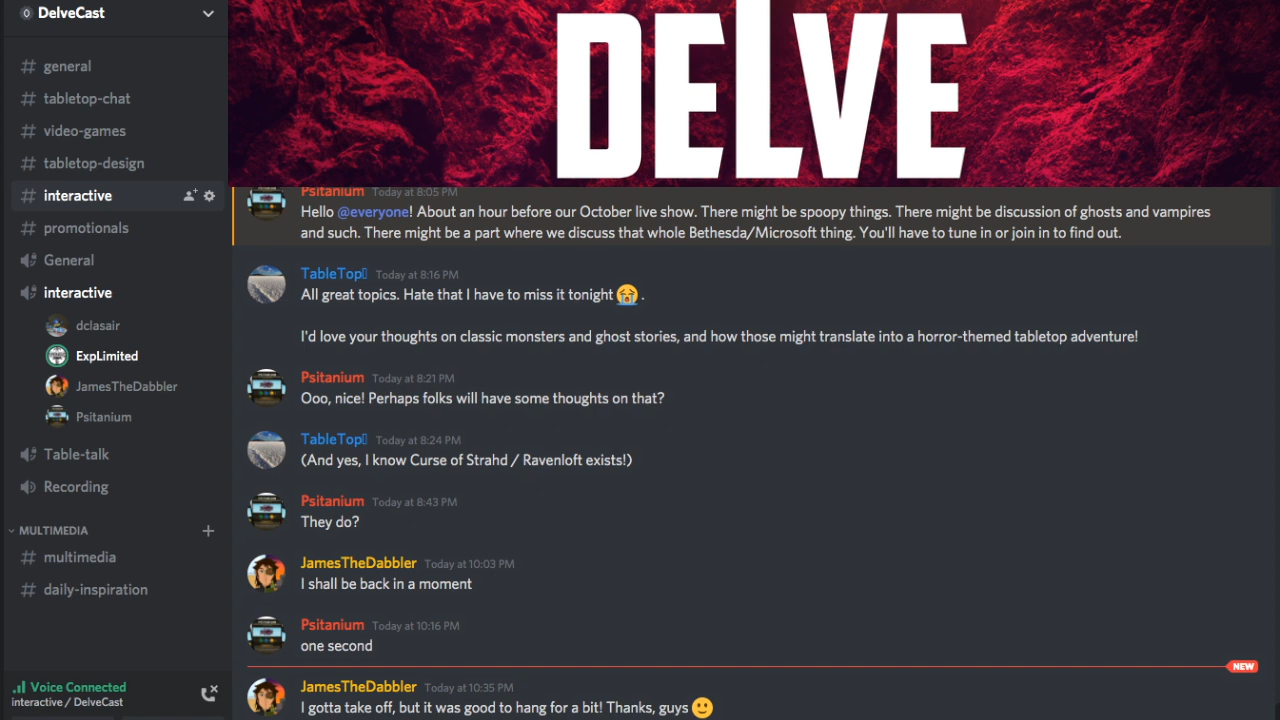 DelveCast
general
tabletop-chat
video-games
tabletop-design
interactive
promotionals
General
interactive
dclasair
ExpLimited
JamesTheDabbler
Psitanium
Table-talk
Recording
MULTIMEDIA
multimedia
daily-inspiration
Voice Connected
interactive / DelveCast
DELVE
Psitanium Today at 8:05 PM
Hello @everyone! About an hour before our October live show. There might be spoopy things. There might be discussion of ghosts and vampires
and such. There might be a part where we discuss that whole Bethesda/Microsoft thing. You'll have to tune in or join in to find out.
TableTop Today at 8:16 PM
All great topics. Hate that I have to miss it tonight 😭 .
I'd love your thoughts on classic monsters and ghost stories, and how those might translate into a horror-themed tabletop adventure!
Psitanium Today at 8:21 PM
Ooo, nice! Perhaps folks will have some thoughts on that?
TableTop Today at 8:24 PM
(And yes, I know Curse of Strahd / Ravenloft exists!)
Psitanium Today at 8:43 PM
They do?
JamesTheDabbler Today at 10:03 PM
I shall be back in a moment
Psitanium Today at 10:16 PM
one second
NEW
JamesTheDabbler Today at 10:35 PM
I gotta take off, but it was good to hang for a bit! Thanks, guys 🙂